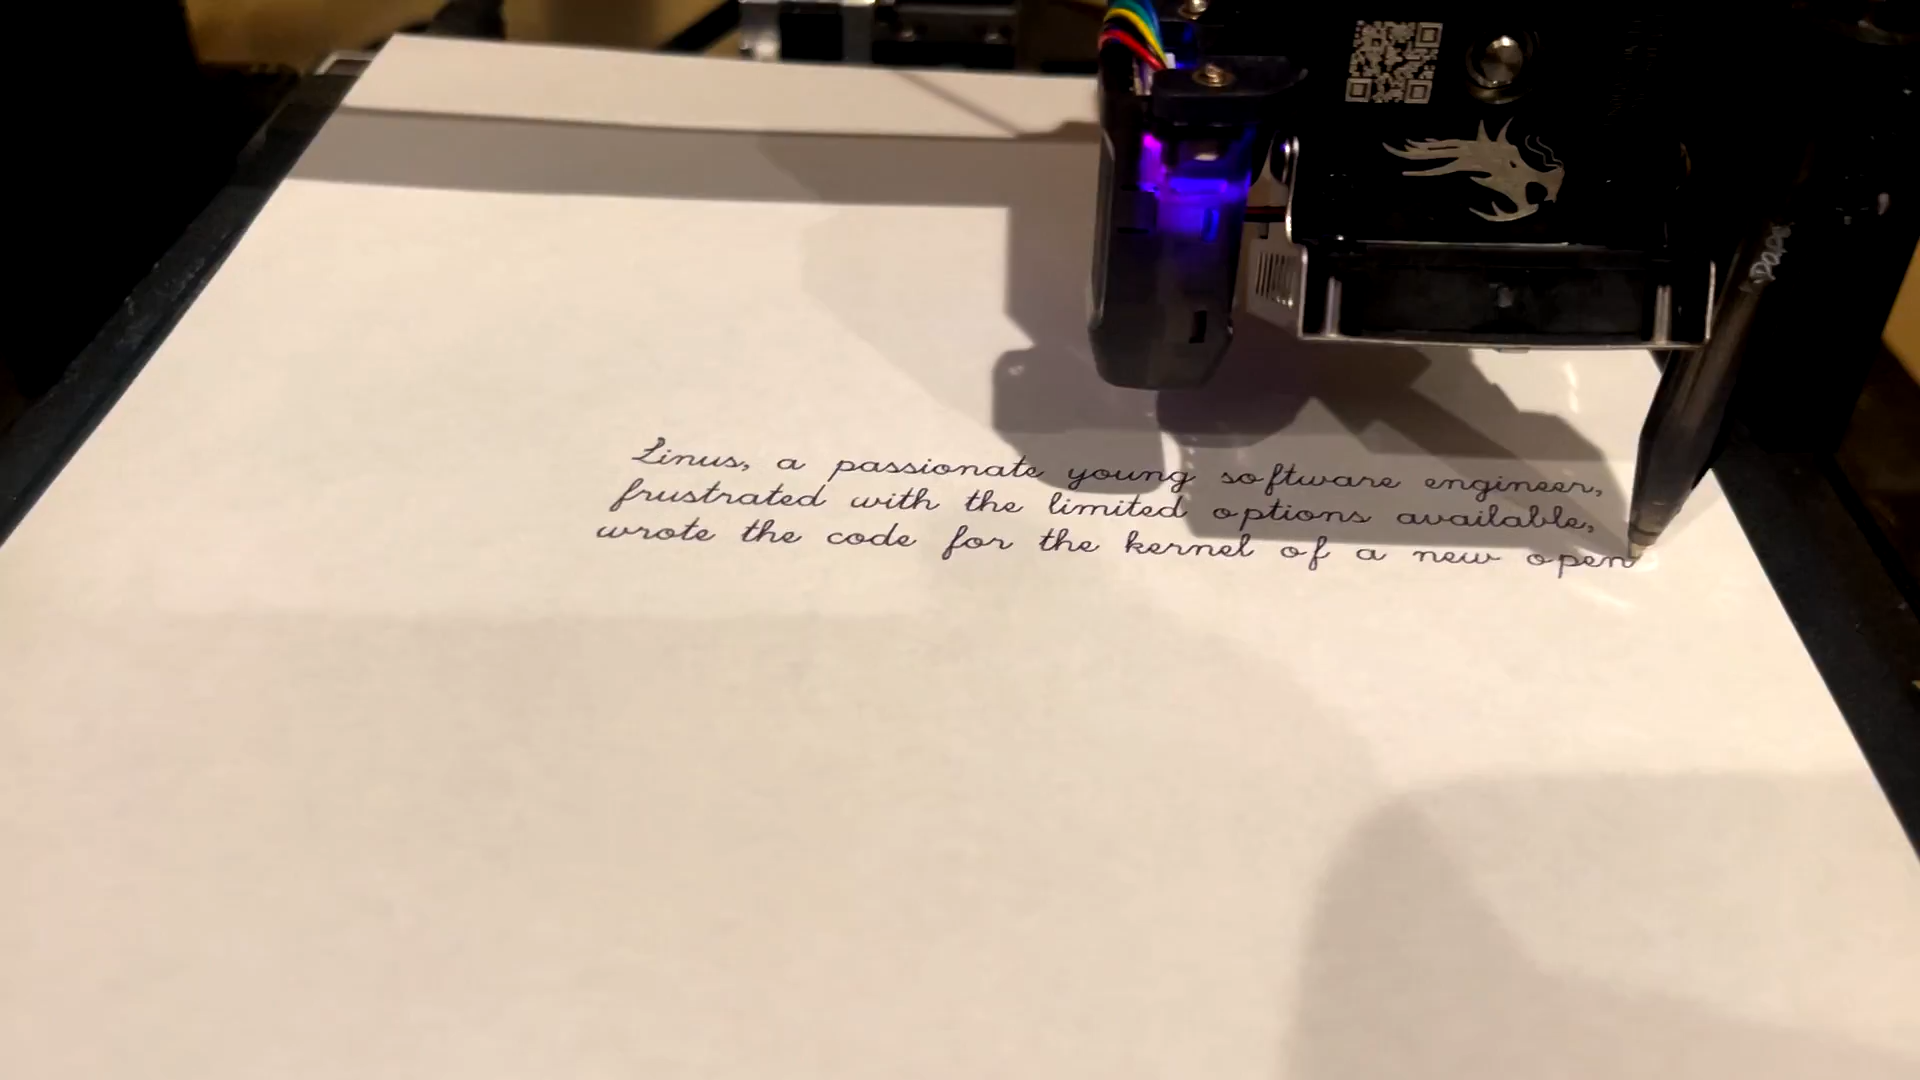 Linus, a passionate young software engineer,
frustrated with the limited options available,
wrote the code for the kernel of a new open